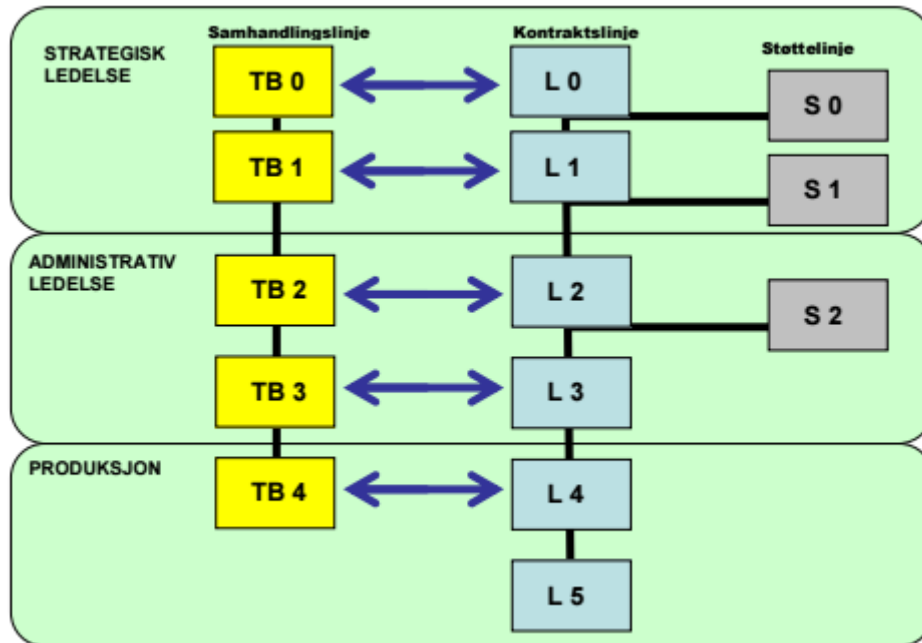 STRATEGISK
LEDELSE
Samhandlingslinje
Kontraktslinje
Støttelinje
TB 0
L 0
S 0
TB 1
L 1
S 1
ADMINISTRATIV
LEDELSE
TB 2
L 2
S 2
TB 3
L 3
PRODUKSJON
TB 4
L 4
L 5